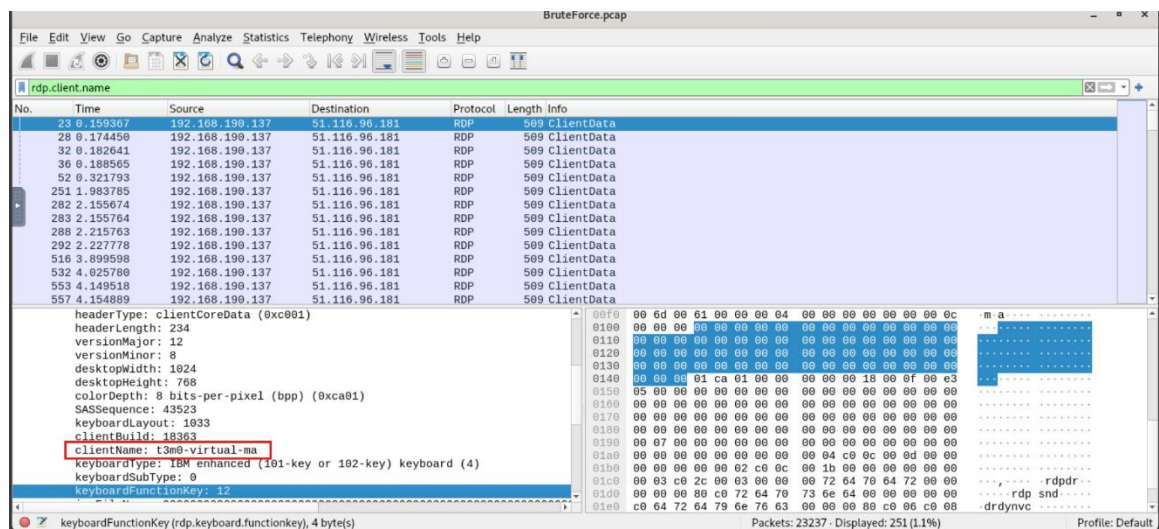 BruteForce.pcap
File Edit View Go Capture Analyze Statistics Telephony Wireless Tools Help
rdp.client.name
No. Time Source Destination Protocol Length Info
23 0.159367 192.168.190.137 51.116.96.181 RDP 509 ClientData
28 0.174450 192.168.190.137 51.116.96.181 RDP 509 ClientData
32 0.182641 192.168.190.137 51.116.96.181 RDP 509 ClientData
36 0.188565 192.168.190.137 51.116.96.181 RDP 509 ClientData
52 0.321793 192.168.190.137 51.116.96.181 RDP 509 ClientData
251 1.983785 192.168.190.137 51.116.96.181 RDP 509 ClientData
282 2.155674 192.168.190.137 51.116.96.181 RDP 509 ClientData
283 2.155764 192.168.190.137 51.116.96.181 RDP 509 ClientData
288 2.215763 192.168.190.137 51.116.96.181 RDP 509 ClientData
292 2.227778 192.168.190.137 51.116.96.181 RDP 509 ClientData
516 3.899598 192.168.190.137 51.116.96.181 RDP 509 ClientData
532 4.025780 192.168.190.137 51.116.96.181 RDP 509 ClientData
553 4.149518 192.168.190.137 51.116.96.181 RDP 509 ClientData
557 4.154889 192.168.190.137 51.116.96.181 RDP 509 ClientData
headerType: clientCoreData (0xc001)
headerLength: 234
versionMajor: 12
versionMinor: 8
desktopWidth: 1024
desktopHeight: 768
colorDepth: 8 bits-per-pixel (bpp) (0xca01)
SASSequence: 43523
keyboardLayout: 1033
clientBuild: 18363
clientName: t3m0-virtual-ma
keyboardType: IBM enhanced (101-key or 102-key) keyboard (4)
keyboardSubType: 0
keyboardFunctionKey: 12
00f0 00 6d 00 61 00 00 00 04 00 00 00 00 00 00 00 0c ·m·a···· ········
0100 00 00 00 00 00 00 00 00 00 00 00 00 00 00 00 00 ········ ········
0110 00 00 00 00 00 00 00 00 00 00 00 00 00 00 00 00 ········ ········
0120 00 00 00 00 00 00 00 00 00 00 00 00 00 00 00 00 ········ ········
0130 00 00 00 00 00 00 00 00 00 00 00 00 00 00 00 00 ········ ········
0140 00 00 00 01 ca 01 00 00 00 00 00 18 00 0f 00 e3 ········ ········
0150 05 00 00 00 00 00 00 00 00 00 00 00 00 00 00 00 ········ ········
0160 00 00 00 00 00 00 00 00 00 00 00 00 00 00 00 00 ········ ········
0170 00 00 00 00 00 00 00 00 00 00 00 00 00 00 00 00 ········ ········
0180 00 00 00 00 00 00 00 00 00 00 00 00 00 00 00 00 ········ ········
0190 00 07 00 00 00 00 00 00 00 00 00 00 00 00 00 00 ········ ········
01a0 00 00 00 00 00 00 00 00 00 04 c0 0c 00 0d 00 00 ········ ········
01b0 00 00 00 00 00 02 c0 0c 00 1b 00 00 00 00 00 00 ········ ········
01c0 00 03 c0 2c 00 03 00 00 00 72 64 70 64 72 00 00 ···,···· ·rdpdr··
01d0 00 00 00 80 c0 72 64 70 73 6e 64 00 00 00 00 00 ·····rdp snd·····
01e0 c0 64 72 64 79 6e 76 63 00 00 00 80 c0 06 c0 08 ·drdynvc ········
keyboardFunctionKey (rdp.keyboard.functionkey), 4 byte(s)
Packets: 23237 · Displayed: 251 (1.1%)
Profile: Default